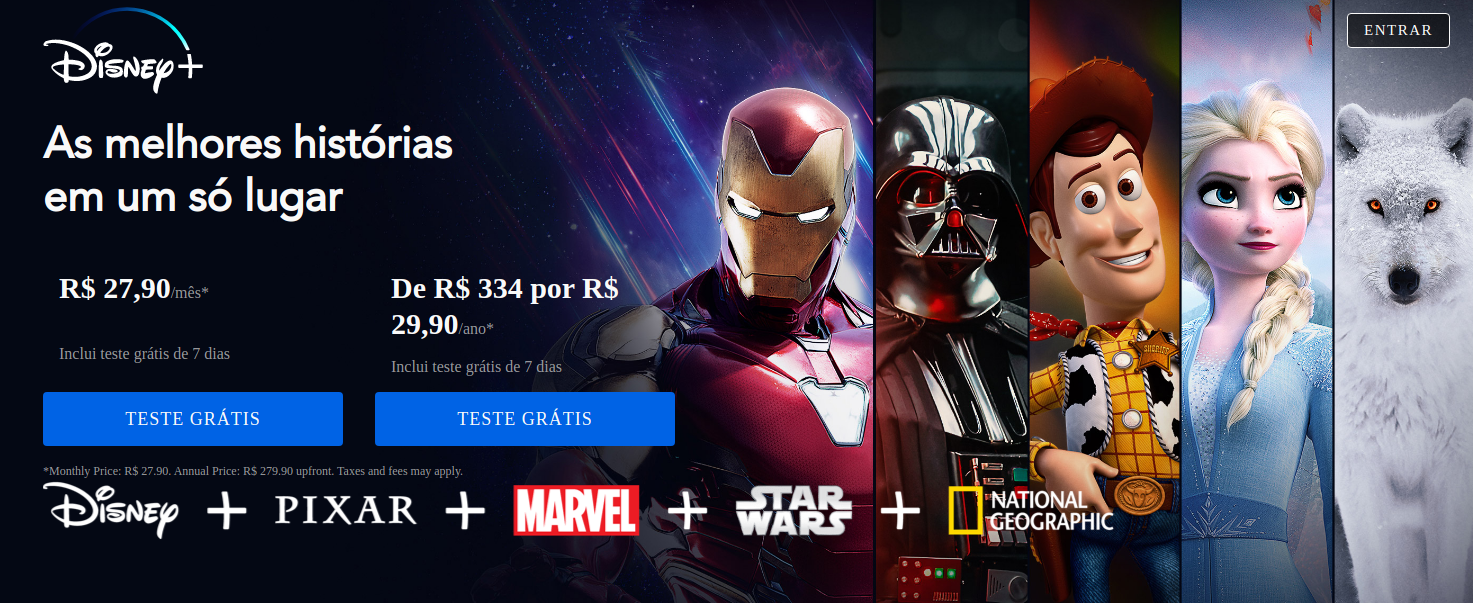 Disney+
ENTRAR
As melhores histórias
em um só lugar
R$ 27,90/mês*
Inclui teste grátis de 7 dias
TESTE GRÁTIS
De R$ 334 por R$
29,90/ano*
Inclui teste grátis de 7 dias
TESTE GRÁTIS
*Monthly Price: R$ 27.90. Annual Price: R$ 279.90 upfront. Taxes and fees may apply.
Disney + PIXAR + MARVEL + STAR WARS + NATIONAL GEOGRAPHIC
SHERIFF